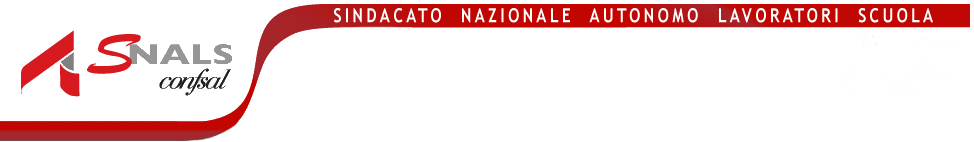 SINDACATO NAZIONALE AUTONOMO LAVORATORI SCUOLA
SNALS
confsal